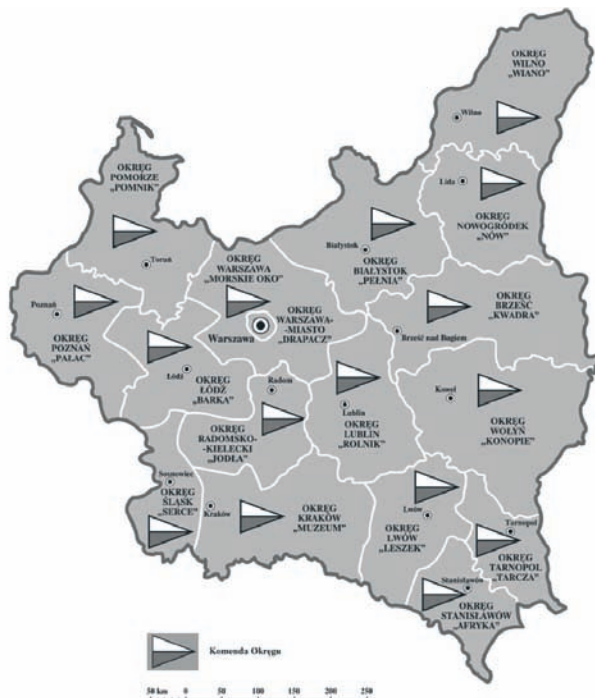 OKRĘG
WILNO
„WIANO”
Wilno
OKRĘG
POMORZE
„POMNIK”
Toruń
Lida
OKRĘG
NOWOGRÓDEK
„NÓW”
OKRĘG
WARSZAWA
„MORSKIE OKO”
Białystok
OKRĘG
BIAŁYSTOK
„PEŁNIA”
Poznań
OKRĘG
POZNAŃ
„PAŁAC”
Warszawa
OKRĘG
WARSZAWA-
-MIASTO
„DRAPACZ”
OKRĘG
BRZEŚĆ
„KWADRA”
Brześć nad Bugiem
Łódź
OKRĘG
ŁÓDŹ
„BARKA”
Radom
OKRĘG
RADOMSKO-
-KIELECKI
„JODŁA”
Lublin
OKRĘG
LUBLIN
„ROLNIK”
Kowel
OKRĘG
WOŁYŃ
„KONOPIE”
Sosnowiec
OKRĘG
ŚLĄSK
„SERCE”
Kraków
OKRĘG
KRAKÓW
„MUZEUM”
Lwów
OKRĘG
LWÓW
„LESZEK”
Tarnopol
OKRĘG
TARNOPOL
„TARCZA”
Stanisławów
OKRĘG
STANISŁAWÓW
„AFRYKA”
Komenda Okręgu
50 km 0 50 100 150 200 250